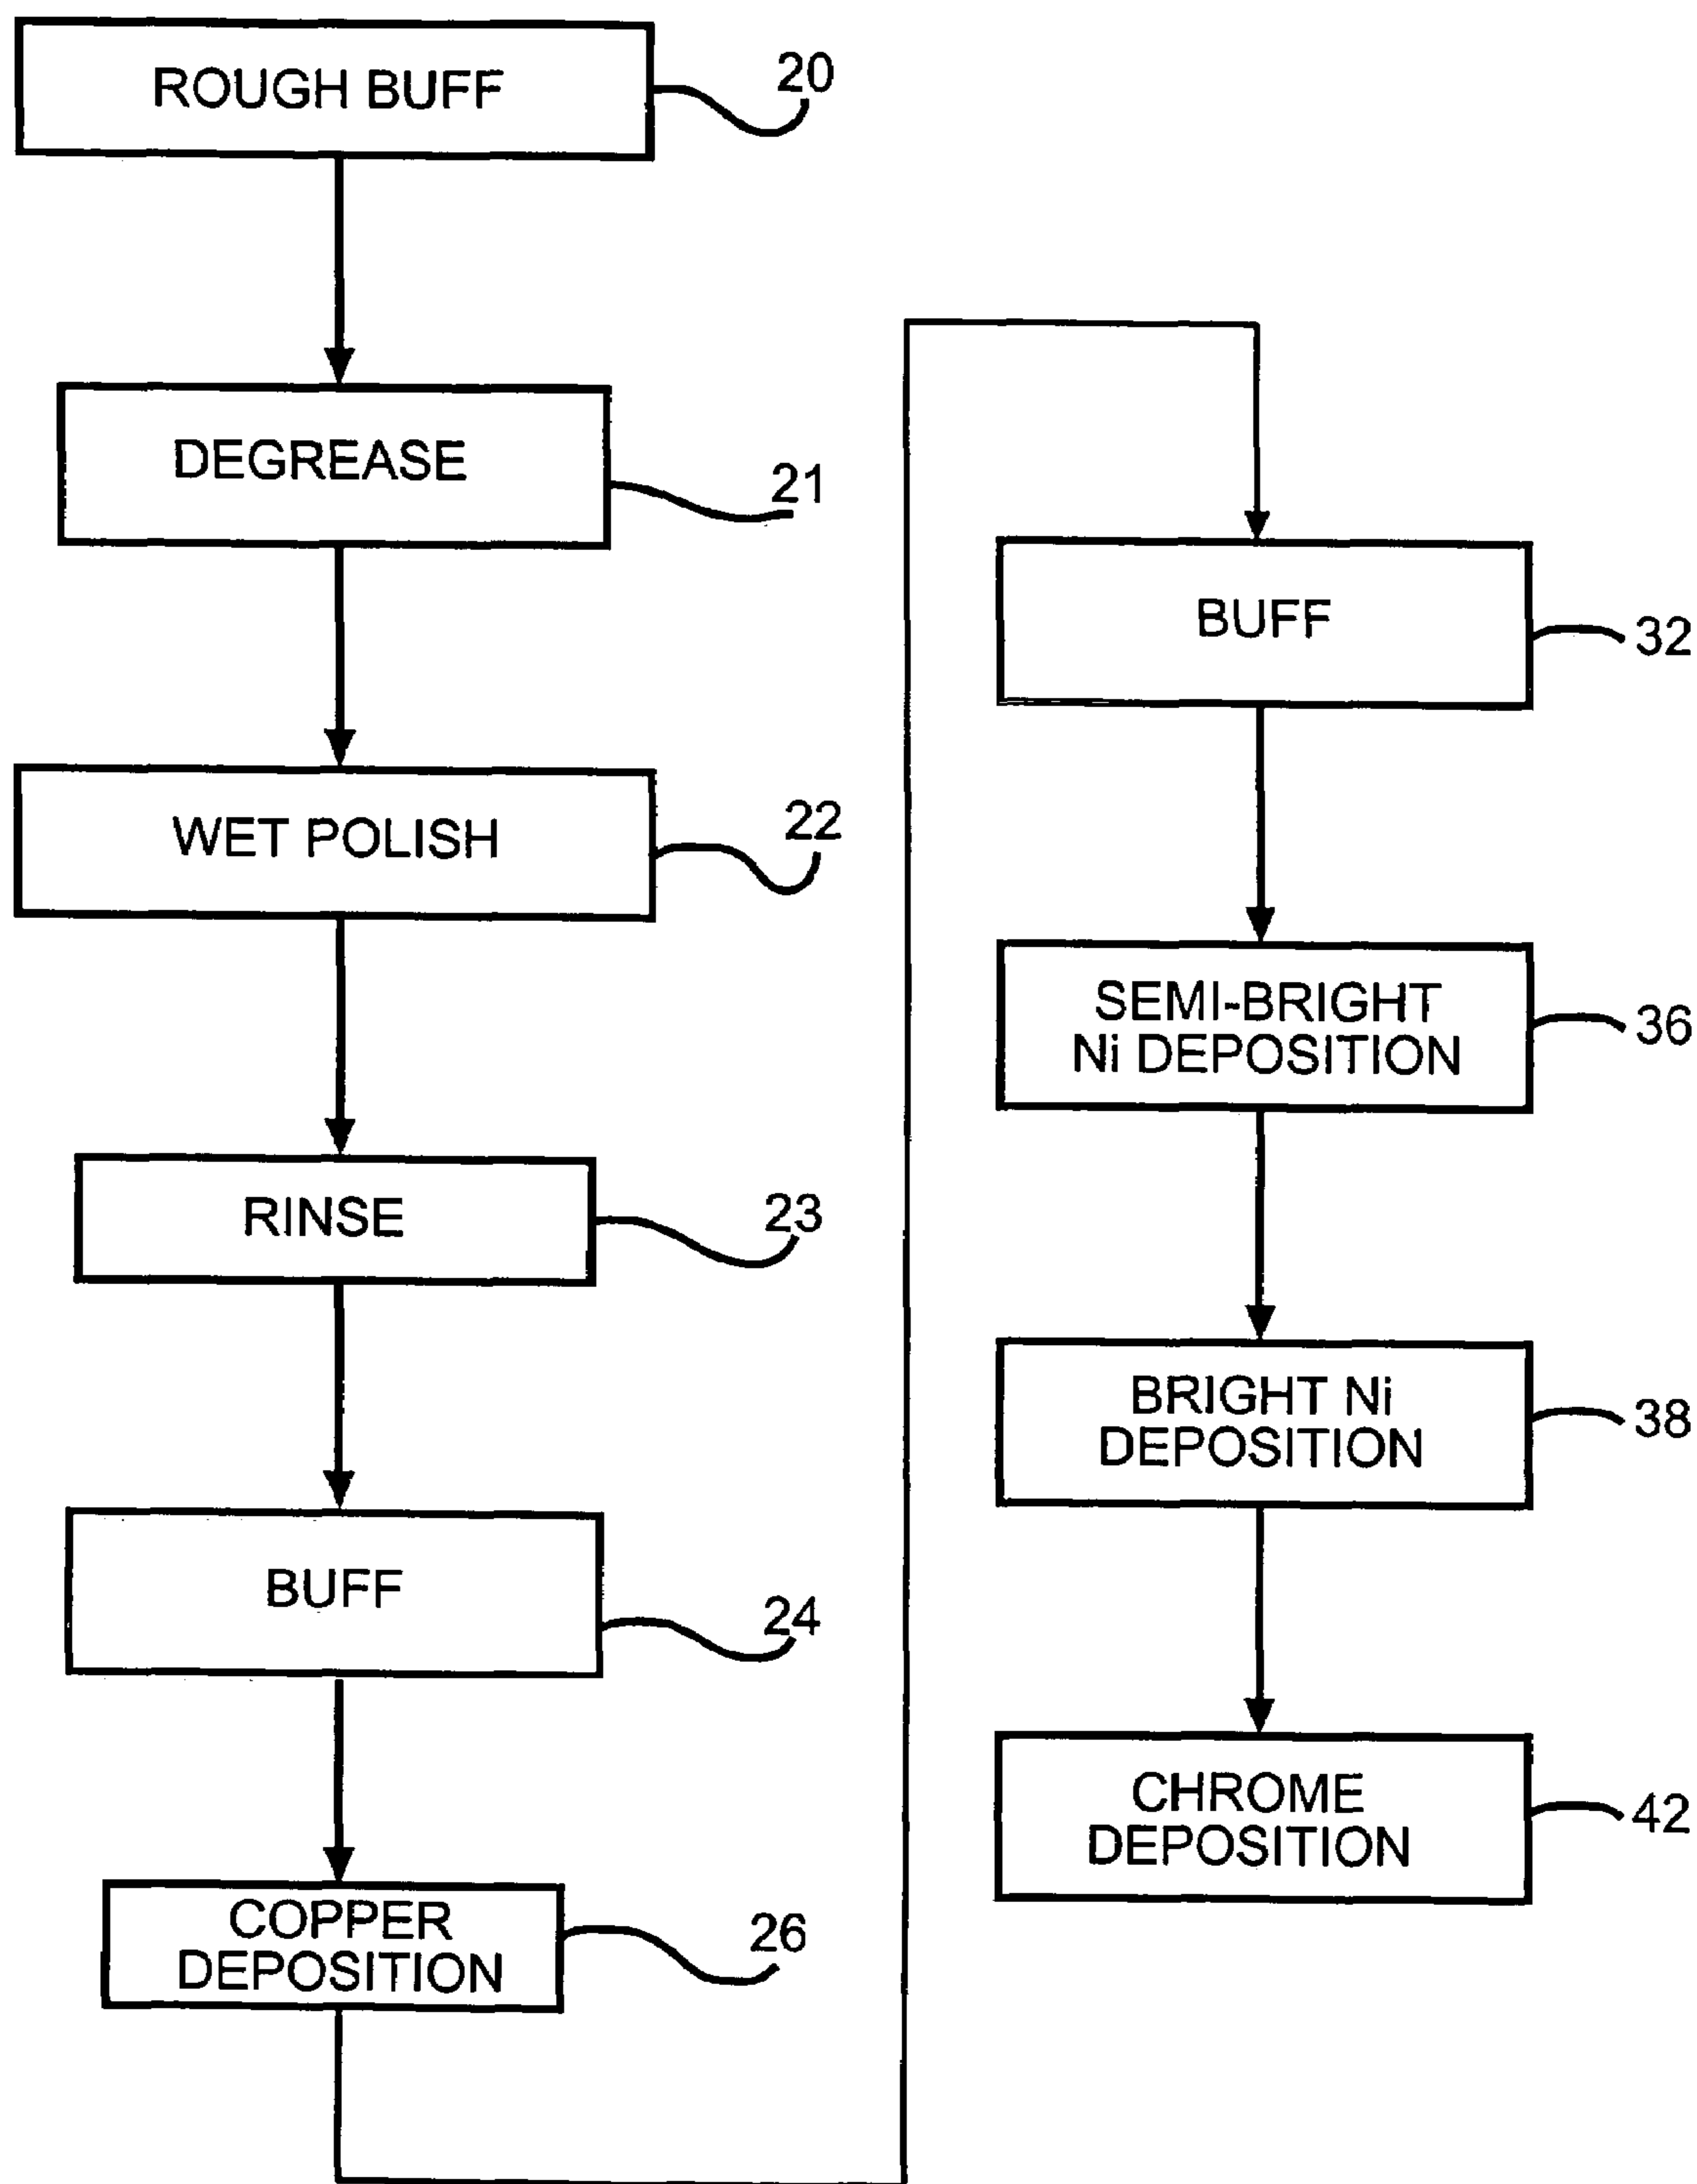 ROUGH BUFF
20
DEGREASE
21
WET POLISH
22
RINSE
23
BUFF
24
COPPER
DEPOSITION
26
BUFF
32
SEMI-BRIGHT
Ni DEPOSITION
36
BRIGHT Ni
DEPOSITION
38
CHROME
DEPOSITION
42